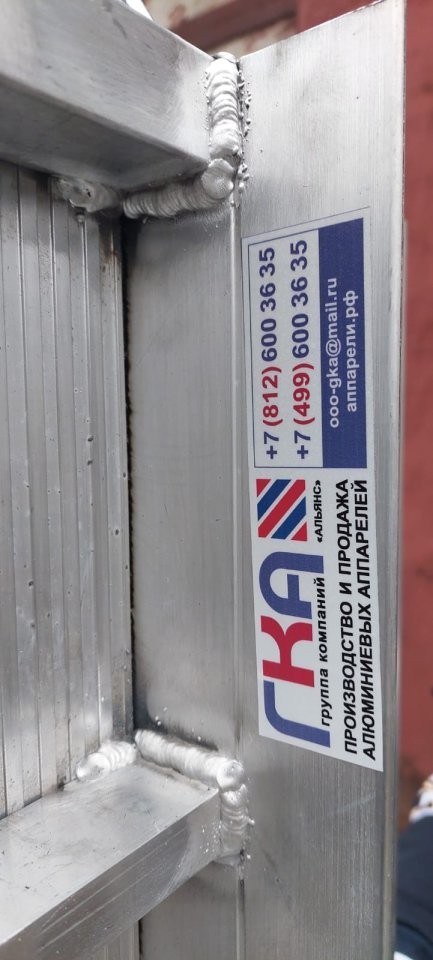 ГКА
группа компаний «АЛЬЯНС»
ПРОИЗВОДСТВО И ПРОДАЖА
АЛЮМИНИЕВЫХ АППАРЕЛЕЙ
+7 (812) 600 36 35
+7 (499) 600 36 35
ooo-gka@mail.ru
аппарели.рф